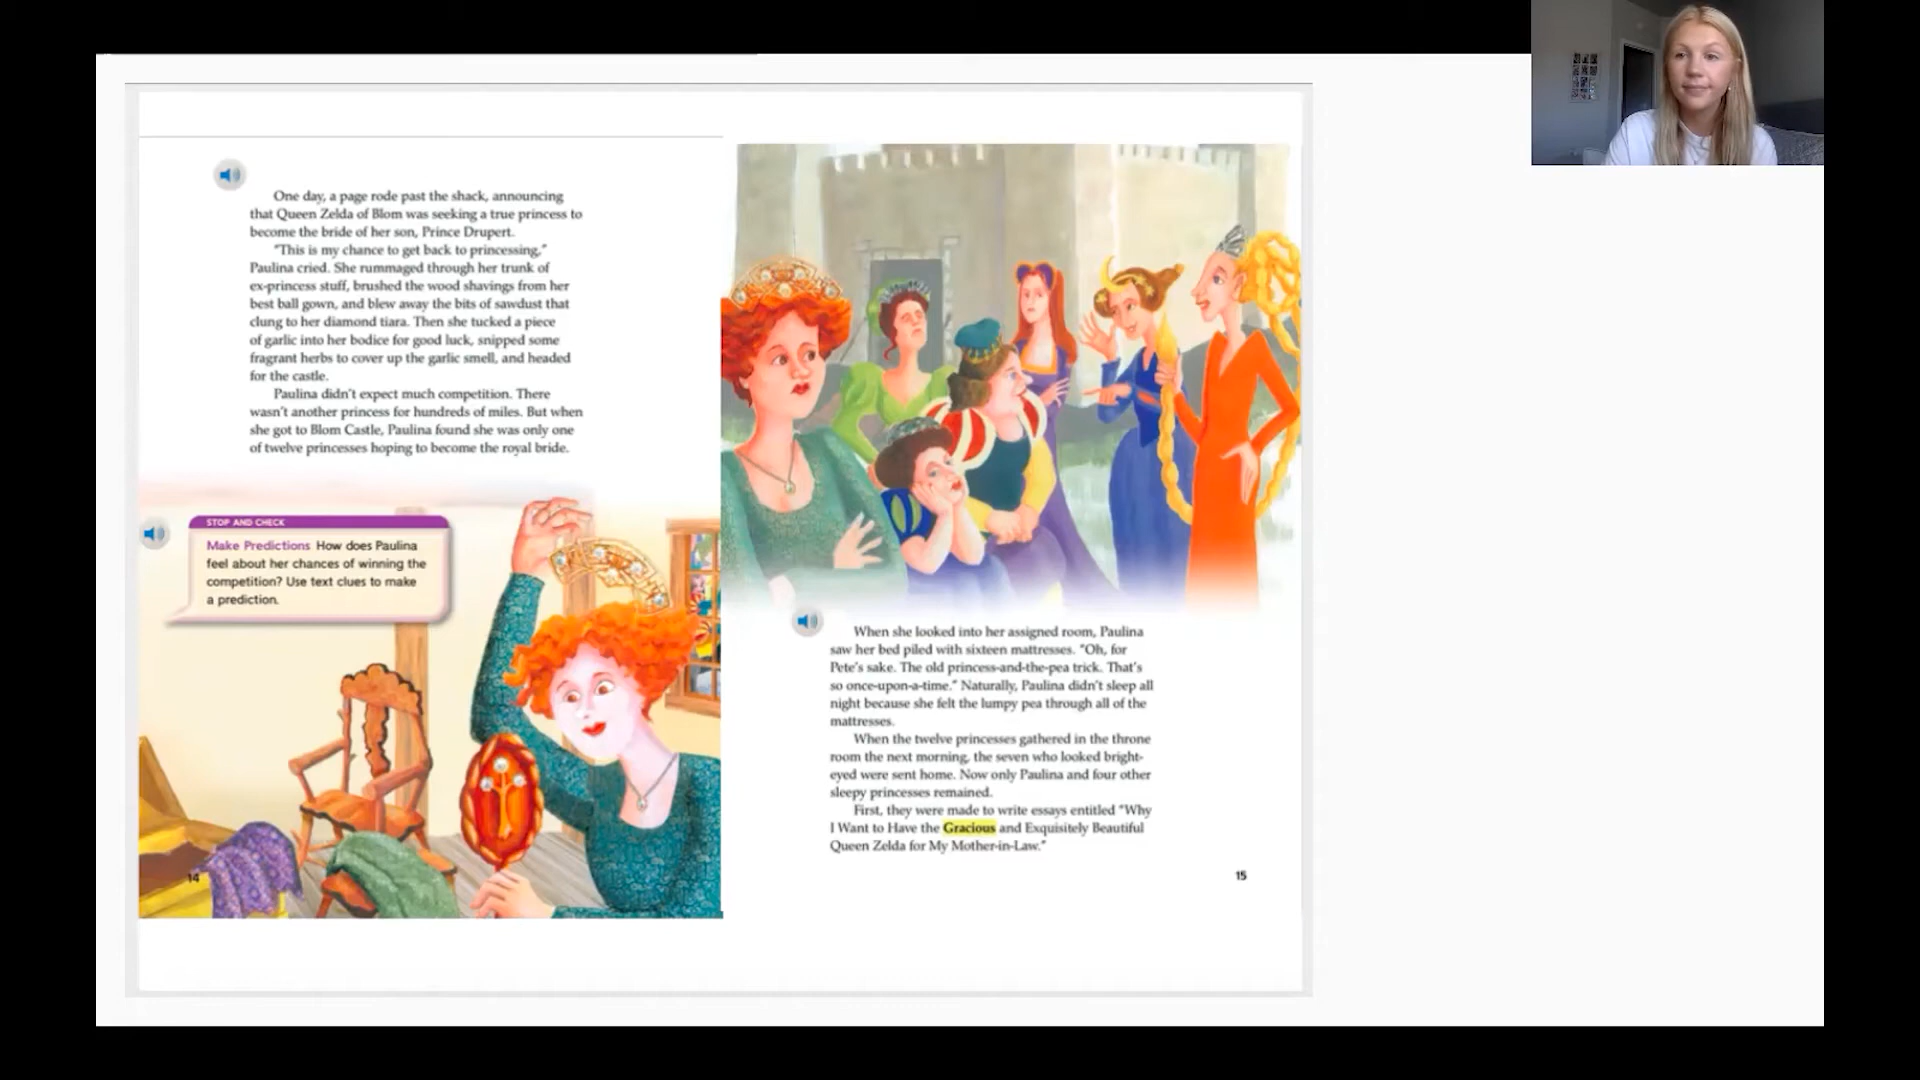 One day, a page rode past the shack, announcing
that Queen Zelda of Blom was seeking a true princess to
become the bride of her son, Prince Drupert.
"This is my chance to get back to princessing,"
Paulina cried. She rummaged through her trunk of
ex-princess stuff, brushed the wood shavings from her
best ball gown, and blew away the bits of sawdust that
clung to her diamond tiara. Then she tucked a piece
of garlic into her bodice for good luck, snipped some
fragrant herbs to cover up the garlic smell, and headed
for the castle.
Paulina didn't expect much competition. There
wasn't another princess for hundreds of miles. But when
she got to Blom Castle, Paulina found she was only one
of twelve princesses hoping to become the royal bride.
STOP AND CHECK
Make Predictions How does Paulina
feel about her chances of winning the
competition? Use text clues to make
a prediction.
14
When she looked into her assigned room, Paulina
saw her bed piled with sixteen mattresses. "Oh, for
Pete's sake. The old princess-and-the-pea trick. That's
so once-upon-a-time." Naturally, Paulina didn't sleep all
night because she felt the lumpy pea through all of the
mattresses.
When the twelve princesses gathered in the throne
room the next morning, the seven who looked bright-
eyed were sent home. Now only Paulina and four other
sleepy princesses remained.
First, they were made to write essays entitled "Why
I Want to Have the Gracious and Exquisitely Beautiful
Queen Zelda for My Mother-in-Law."
15